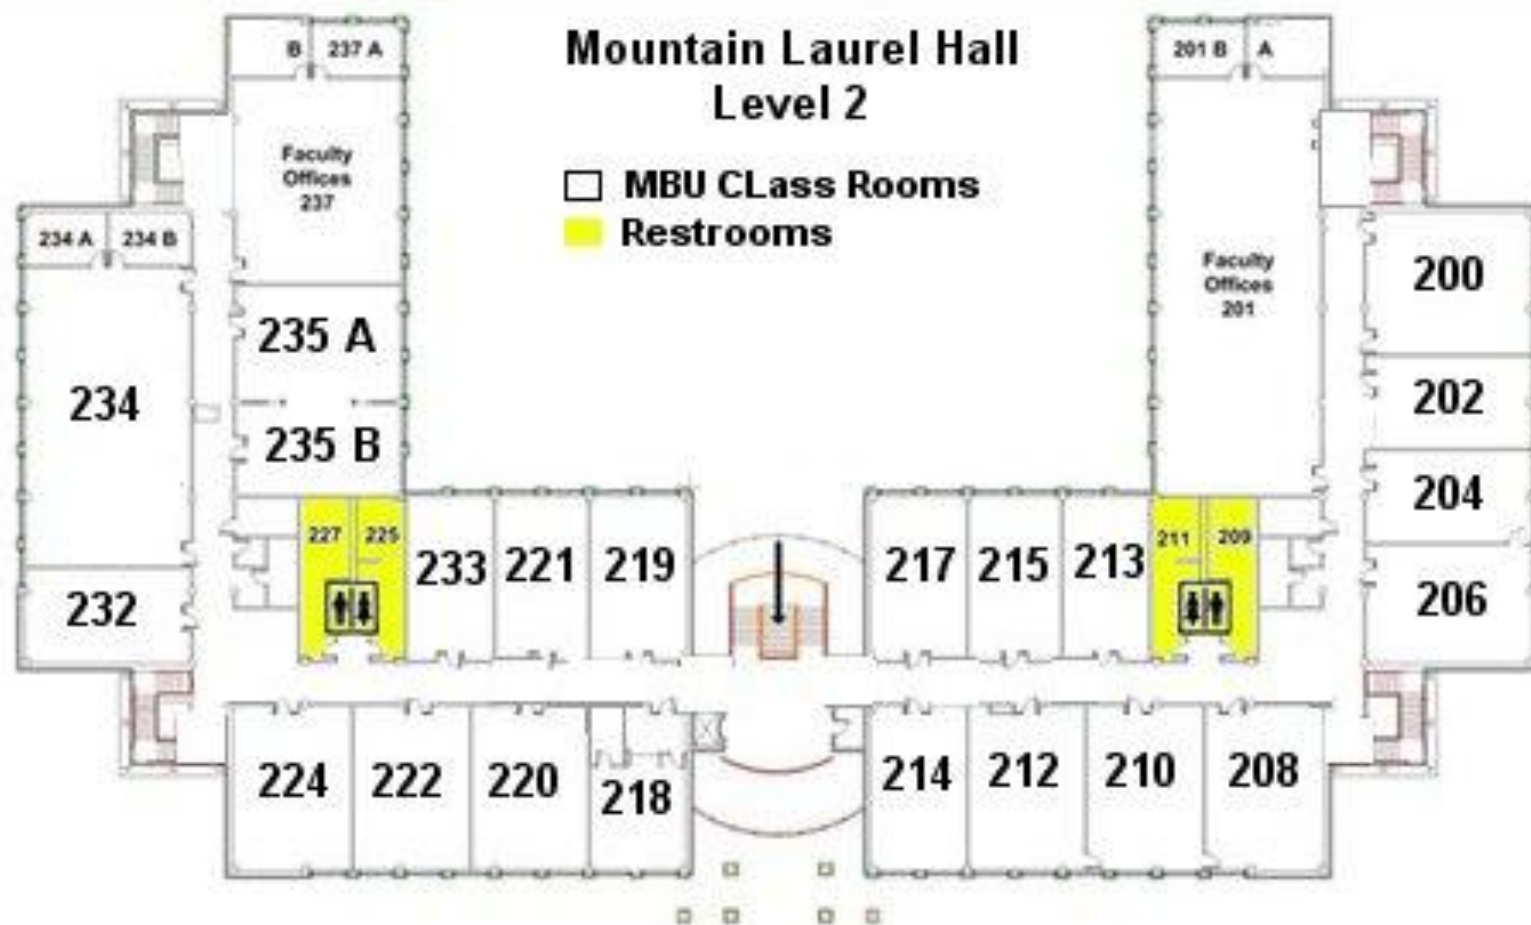 Mountain Laurel Hall
Level 2
MBU CLass Rooms
Restrooms
B 237 A
201 B A
Faculty
Offices
237
234 A 234 B
Faculty
Offices
201
200
235 A
234
202
235 B
204
227 225
233 221 219
217 215 213
211 209
232
206
224 222 220 218
214 212 210 208